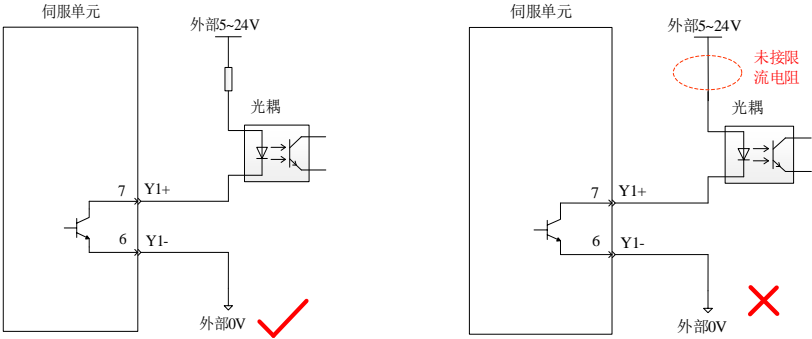 伺服单元
外部5~24V
光耦
7 Y1+
6 Y1-
外部0V
伺服单元
外部5~24V
未接限
流电阻
光耦
7 Y1+
6 Y1-
外部0V